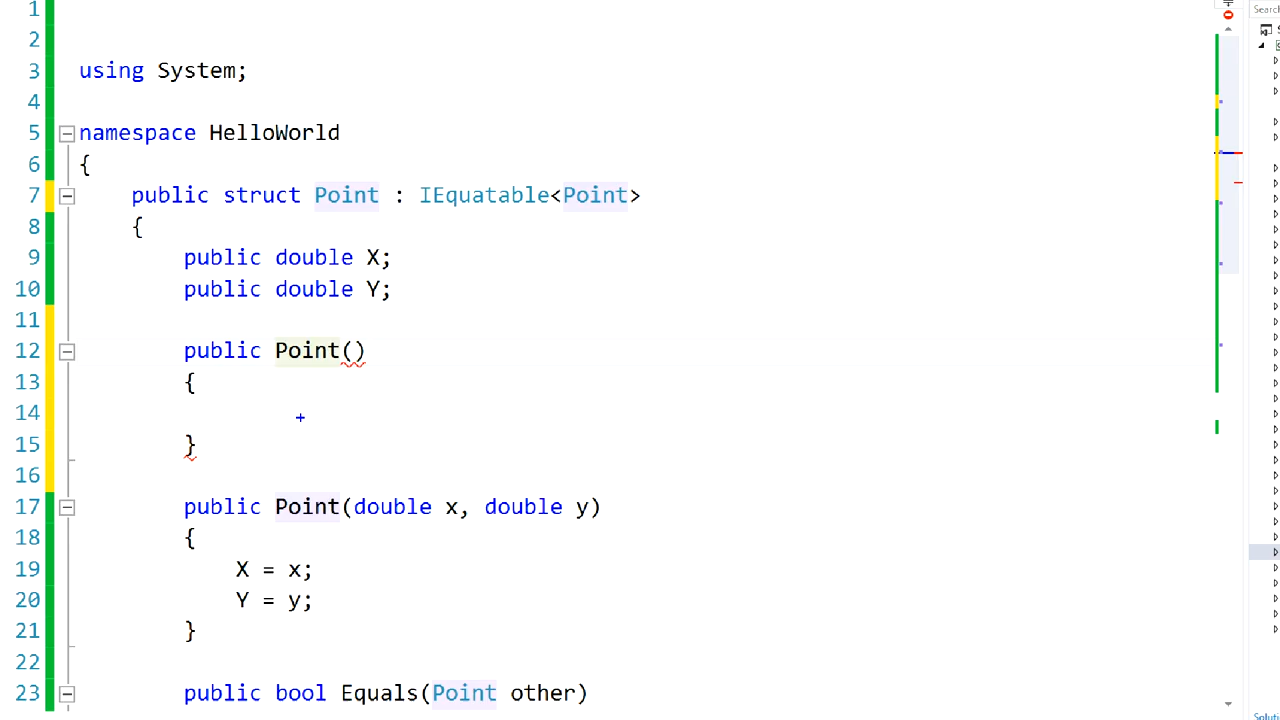 1
2
3 using System;
4
5 namespace HelloWorld
6 {
7 public struct Point : IEquatable<Point>
8 {
9 public double X;
10 public double Y;
11
12 public Point()
13 {
14
15 }
16
17 public Point(double x, double y)
18 {
19 X = x;
20 Y = y;
21 }
22
23 public bool Equals(Point other)
Search
Soluti